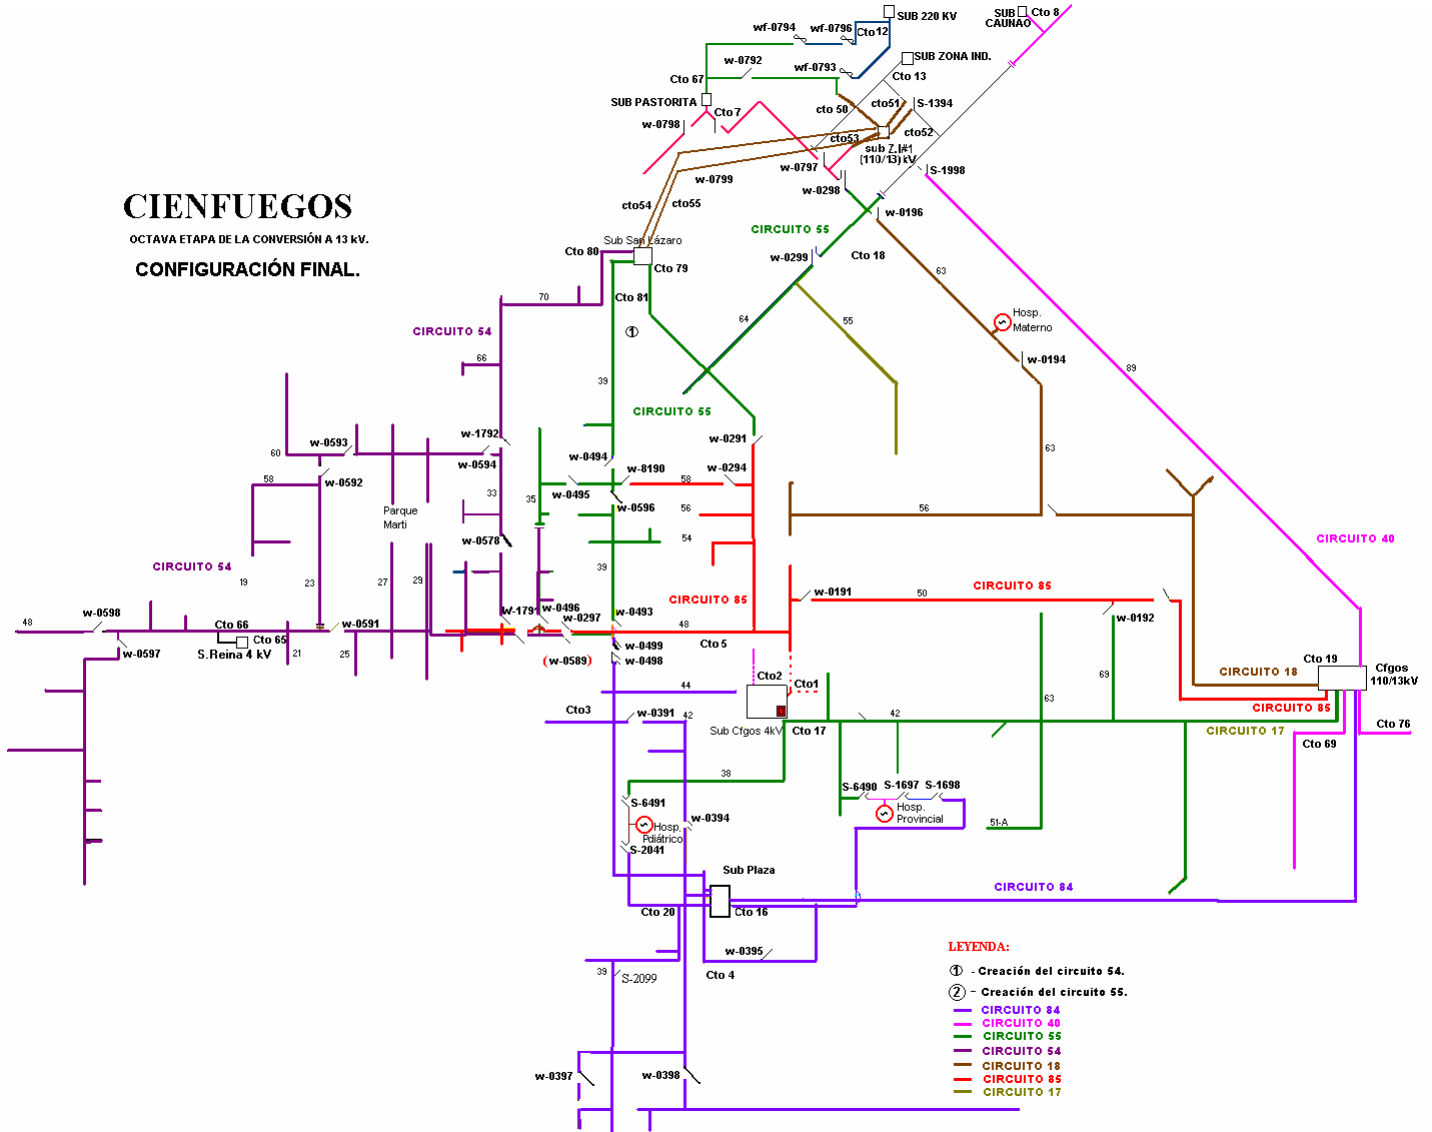 SUB 220 KV
SUB
CAUNAO
Cto 8
wf-0794
wf-0796
Cto 12
w-0792
wf-0793
SUB ZONA IND.
Cto 67
Cto 13
SUB PASTORITA
Cto 7
cto 50
cto51
S-1394
w-0798
cto53
cto52
sub Z.I#1
(110/13) kV
w-0797
S-1998
w-0799
w-0298
cto54
cto55
w-0196
CIENFUEGOS
OCTAVA ETAPA DE LA CONVERSIÓN A 13 kV.
CONFIGURACIÓN FINAL.
CIRCUITO 55
Sub San Lázaro
Cto 80
Cto 79
w-0299
Cto 18
63
70
Cto 81
1
64
55
Hosp.
Materno
CIRCUITO 54
66
w-0194
89
39
CIRCUITO 55
w-0593
w-1792
w-0291
60
w-0594
w-0494
w-8190
w-0294
63
58
w-0592
58
33
35
w-0495
w-0596
56
56
Parque
Marti
w-0578
54
CIRCUITO 40
CIRCUITO 54
19
23
27
29
39
CIRCUITO 85
CIRCUITO 85
50
w-0191
w-0598
48
Cto 66
w-0591
W-1791
w-0496
w-0297
w-0493
48
w-0192
w-0597
Cto 65
S.Reina 4 kV
21
25
(w-0589)
w-0499
w-0498
Cto 5
Cto 19
Cfgos
110/13kV
CIRCUITO 18
69
44
Cto2
Cto1
63
CIRCUITO 85
Cto3
w-0391
42
Sub Cfgos 4kV
Cto 17
42
CIRCUITO 17
Cto 69
Cto 76
38
S-6490
S-1697
S-1698
S-6491
Hosp.
Pdiátrico
w-0394
Hosp.
Provincial
51-A
S-2041
Sub Plaza
CIRCUITO 84
Cto 20
Cto 16
w-0395
Cto 4
39
S-2099
w-0397
w-0398
LEYENDA:
1 - Creación del circuito 54.
2 - Creación del circuito 55.
CIRCUITO 84
CIRCUITO 40
CIRCUITO 55
CIRCUITO 54
CIRCUITO 18
CIRCUITO 85
CIRCUITO 17